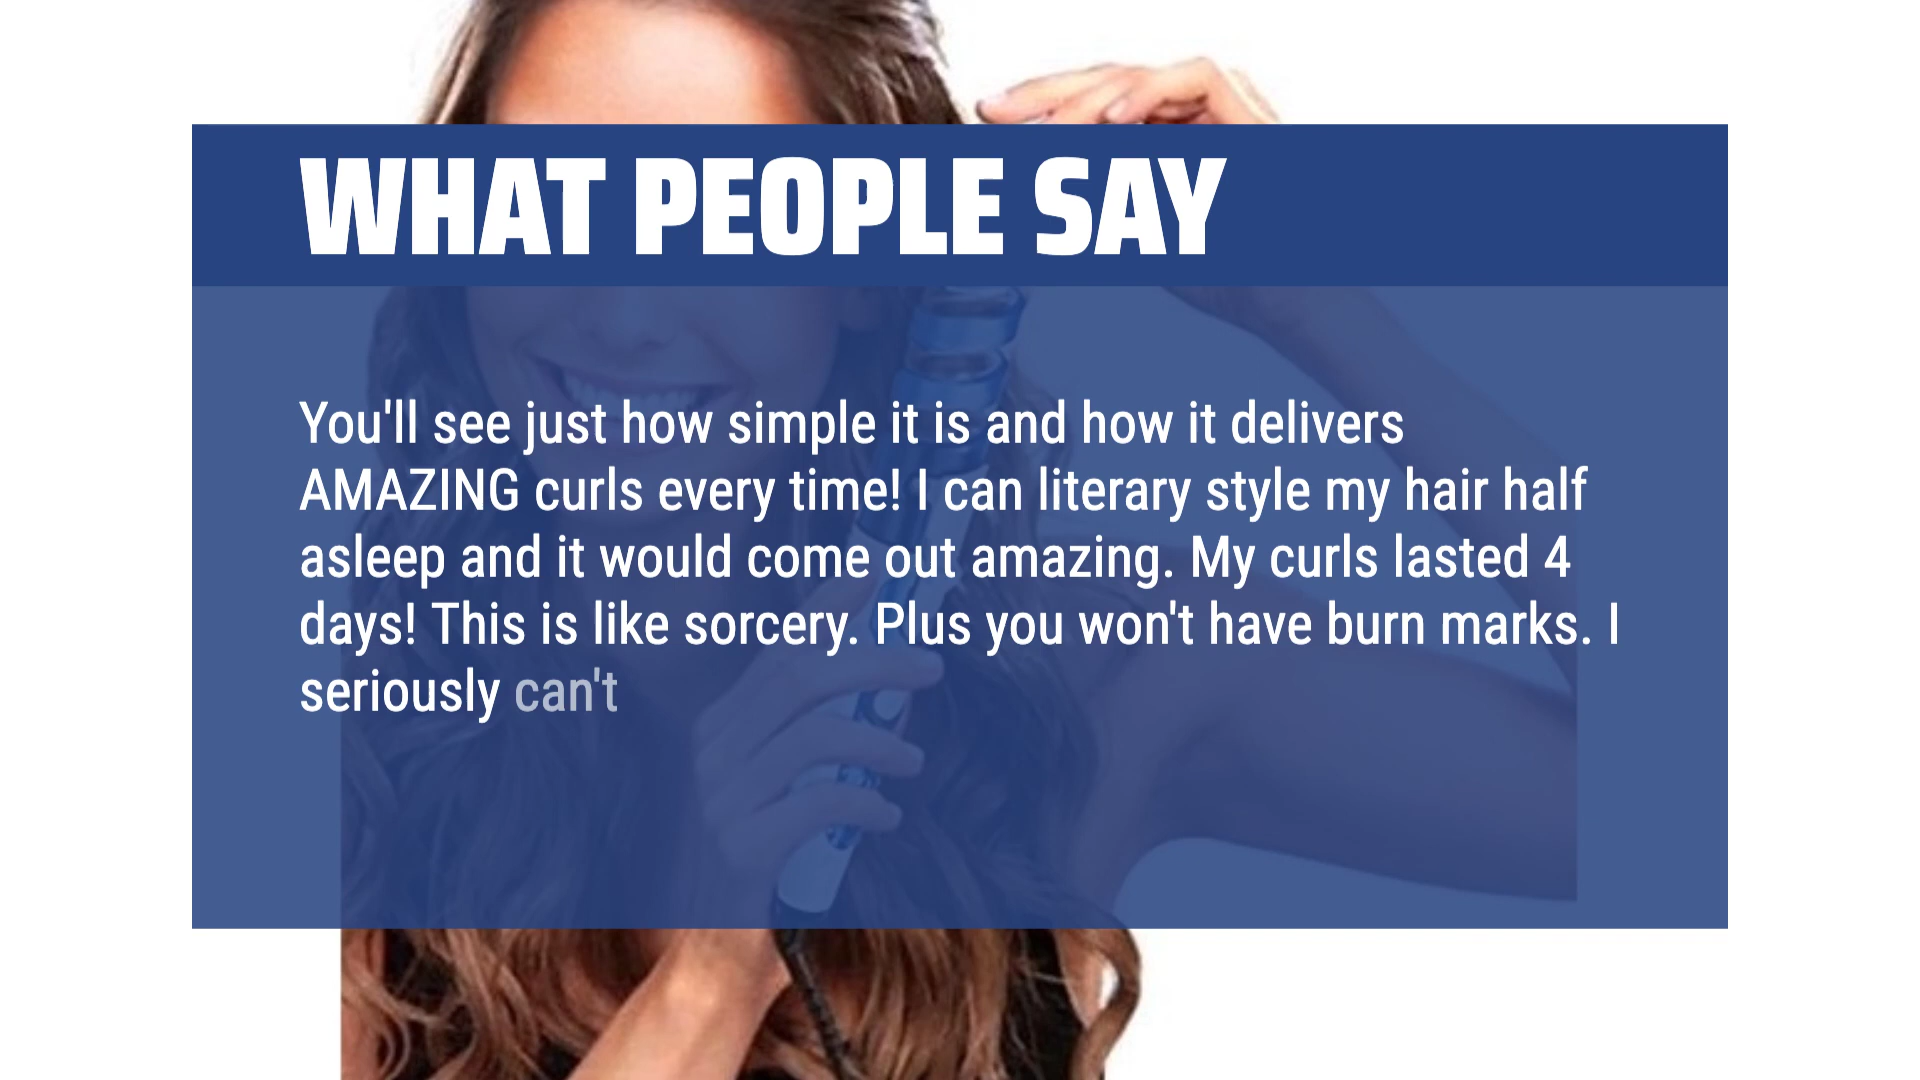 WHAT PEOPLE SAY
You'll see just how simple it is and how it delivers
AMAZING curls every time! I can literary style my hair half
asleep and it would come out amazing. My curls lasted 4
days! This is like sorcery. Plus you won't have burn marks. I
seriously can't